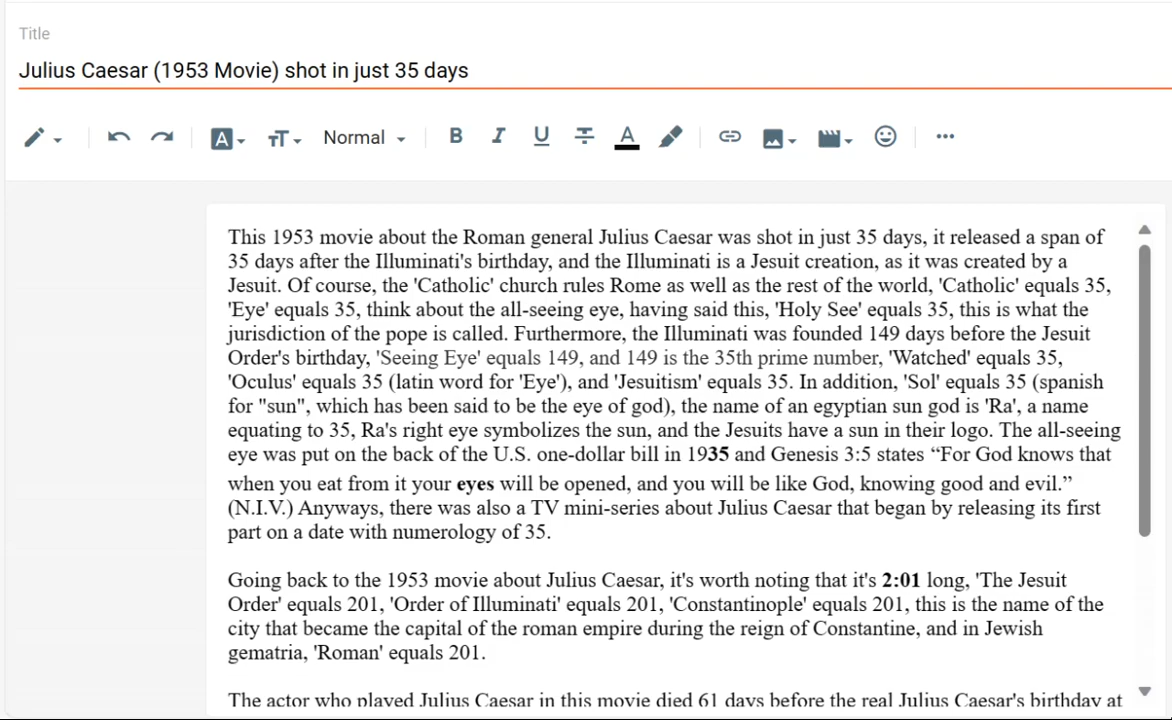 Title
Julius Caesar (1953 Movie) shot in just 35 days
Normal
This 1953 movie about the Roman general Julius Caesar was shot in just 35 days, it released a span of
35 days after the Illuminati's birthday, and the Illuminati is a Jesuit creation, as it was created by a
Jesuit. Of course, the 'Catholic' church rules Rome as well as the rest of the world, 'Catholic' equals 35,
'Eye' equals 35, think about the all-seeing eye, having said this, 'Holy See' equals 35, this is what the
jurisdiction of the pope is called. Furthermore, the Illuminati was founded 149 days before the Jesuit
Order's birthday, 'Seeing Eye' equals 149, and 149 is the 35th prime number, 'Watched' equals 35,
'Oculus' equals 35 (latin word for 'Eye'), and 'Jesuitism' equals 35. In addition, 'Sol' equals 35 (spanish
for "sun", which has been said to be the eye of god), the name of an egyptian sun god is 'Ra', a name
equating to 35, Ra's right eye symbolizes the sun, and the Jesuits have a sun in their logo. The all-seeing
eye was put on the back of the U.S. one-dollar bill in 1935 and Genesis 3:5 states “For God knows that
when you eat from it your eyes will be opened, and you will be like God, knowing good and evil.”
(N.I.V.) Anyways, there was also a TV mini-series about Julius Caesar that began by releasing its first
part on a date with numerology of 35.
Going back to the 1953 movie about Julius Caesar, it's worth noting that it's 2:01 long, 'The Jesuit
Order' equals 201, 'Order of Illuminati' equals 201, 'Constantinople' equals 201, this is the name of the
city that became the capital of the roman empire during the reign of Constantine, and in Jewish
gematria, 'Roman' equals 201.
The actor who played Julius Caesar in this movie died 61 days before the real Julius Caesar's birthday at